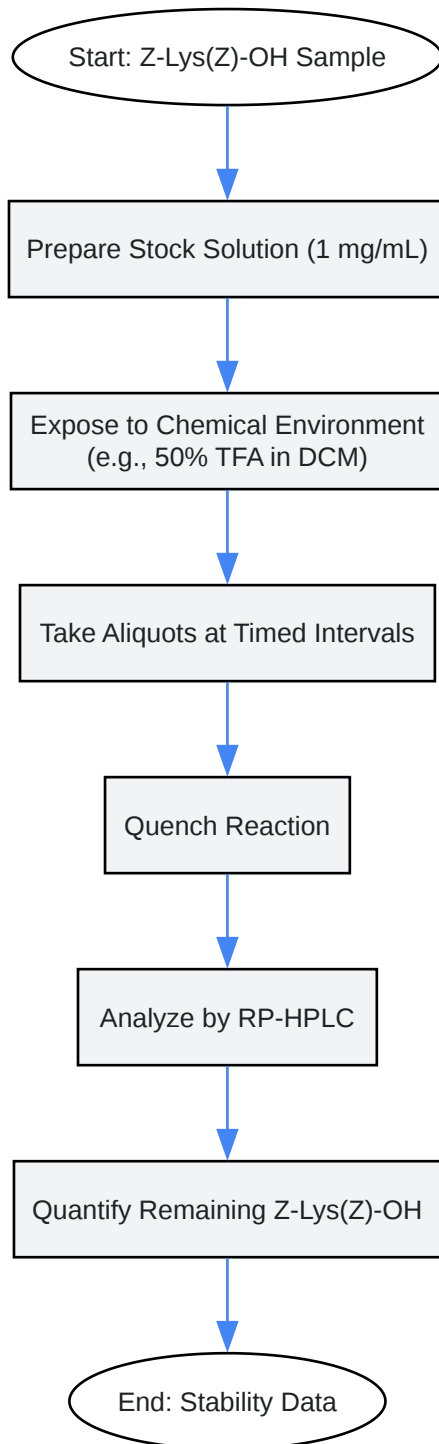 Start: Z-Lys(Z)-OH Sample
Prepare Stock Solution (1 mg/mL)
Expose to Chemical Environment
(e.g., 50% TFA in DCM)
Take Aliquots at Timed Intervals
Quench Reaction
Analyze by RP-HPLC
Quantify Remaining Z-Lys(Z)-OH
End: Stability Data